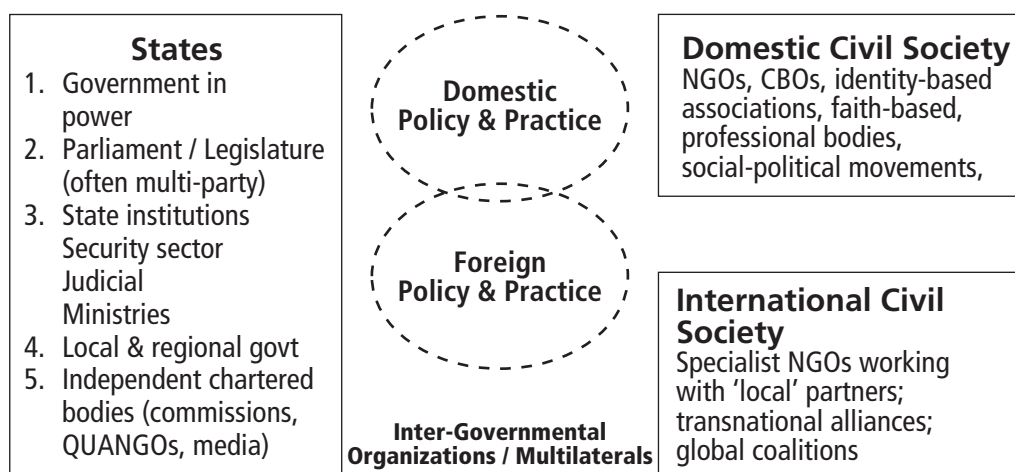 States
1. Government in
power
2. Parliament / Legislature
(often multi-party)
3. State institutions
Security sector
Judicial
Ministries
4. Local & regional govt
5. Independent chartered
bodies (commissions,
QUANGOs, media)
Domestic
Policy & Practice
Foreign
Policy & Practice
Inter-Governmental
Organizations / Multilaterals
Domestic Civil Society
NGOs, CBOs, identity-based
associations, faith-based,
professional bodies,
social-political movements,
International Civil
Society
Specialist NGOs working
with ‘local’ partners;
transnational alliances;
global coalitions